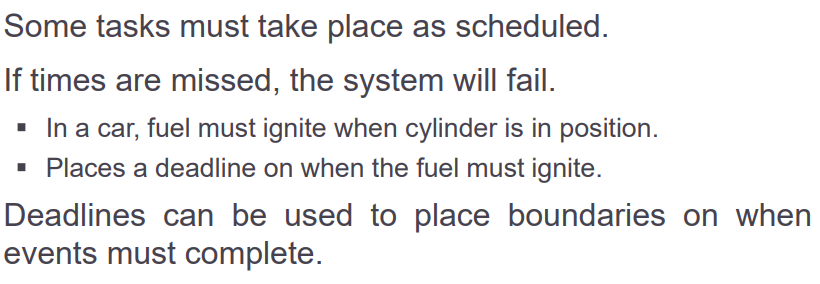 Some tasks must take place as scheduled.
If times are missed, the system will fail.
▪ In a car, fuel must ignite when cylinder is in position.
▪ Places a deadline on when the fuel must ignite.
Deadlines can be used to place boundaries on when
events must complete.